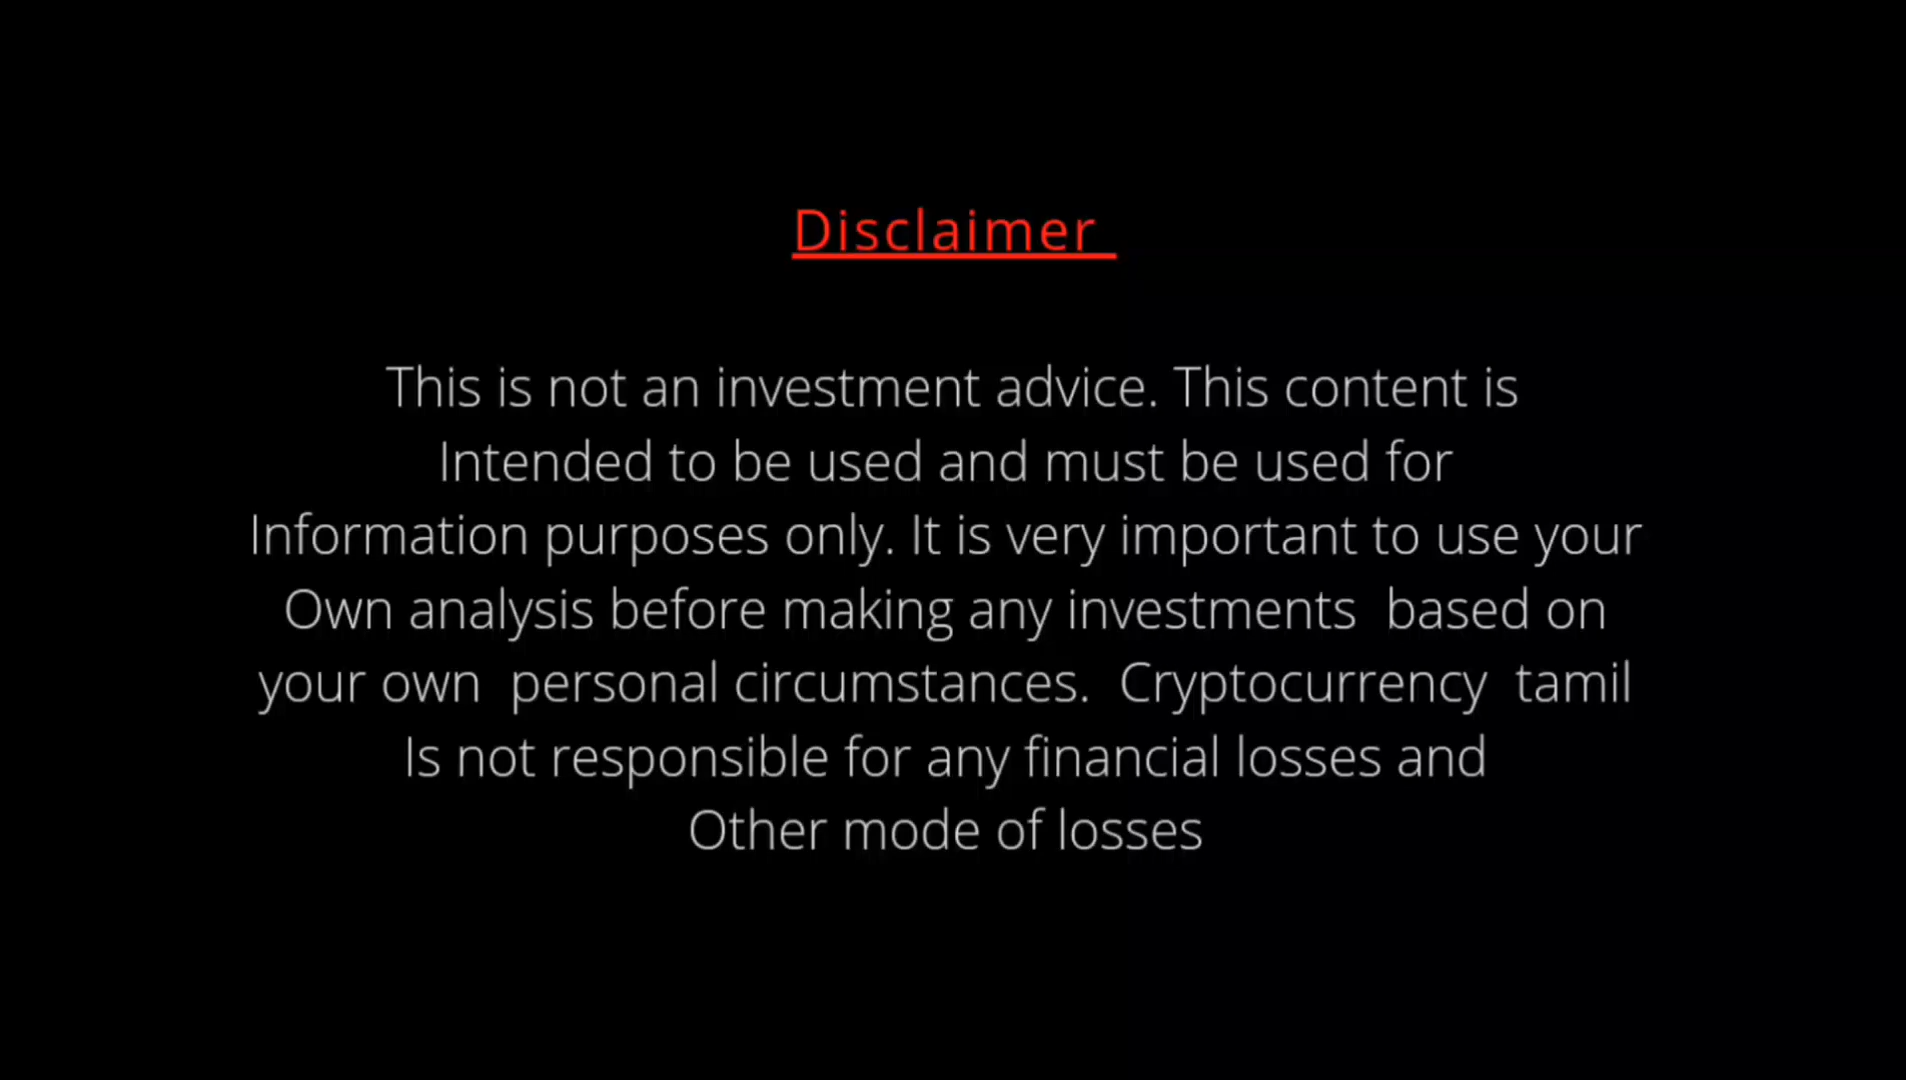 Disclaimer
This is not an investment advice. This content is
Intended to be used and must be used for
Information purposes only. It is very important to use your
Own analysis before making any investments  based on
your own  personal circumstances.  Cryptocurrency  tamil
Is not responsible for any financial losses and
Other mode of losses